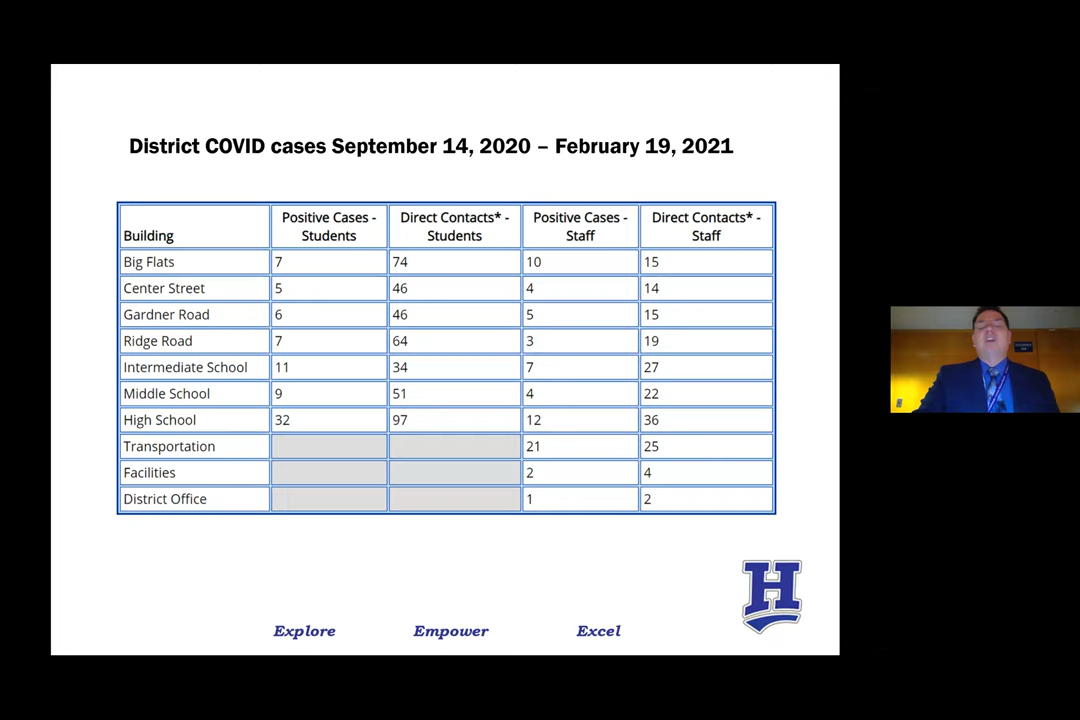 District COVID cases September 14, 2020 – February 19, 2021
Building Positive Cases - Students Direct Contacts* - Students Positive Cases - Staff Direct Contacts* - Staff
Big Flats 7 74 10 15
Center Street 5 46 4 14
Gardner Road 6 46 5 15
Ridge Road 7 64 3 19
Intermediate School 11 34 7 27
Middle School 9 51 4 22
High School 32 97 12 36
Transportation 21 25
Facilities 2 4
District Office 1 2
H
Explore Empower Excel